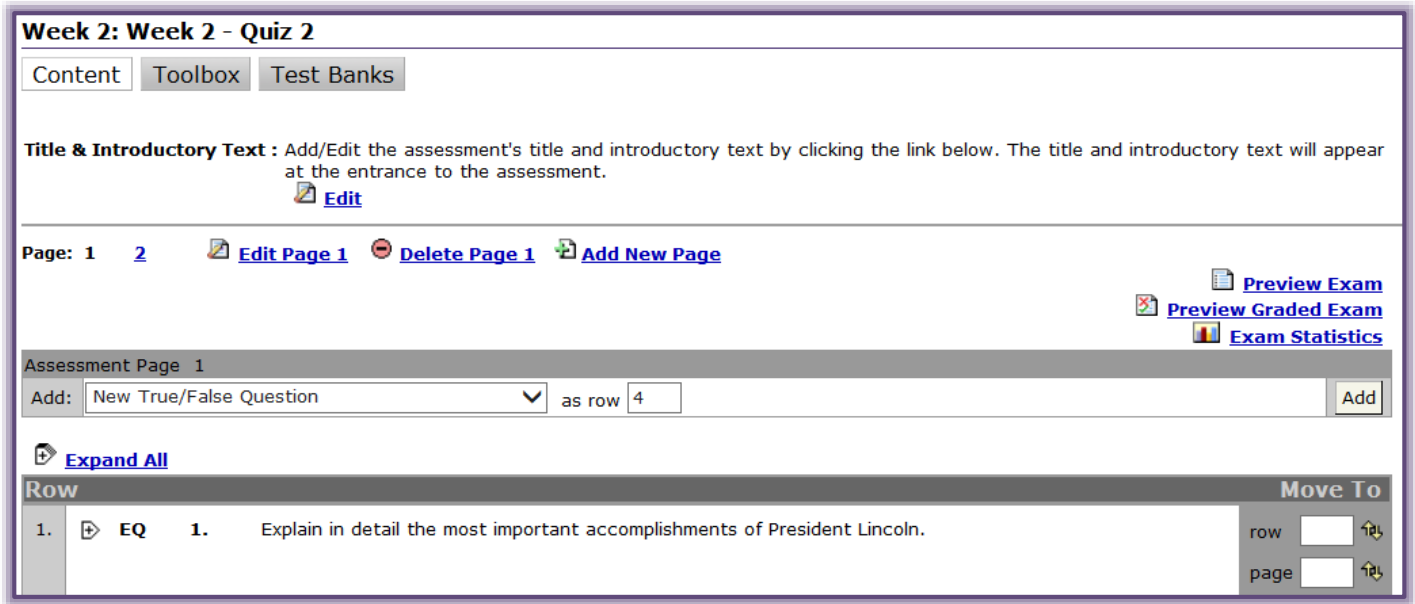 Week 2: Week 2 - Quiz 2
Content Toolbox Test Banks
Title & Introductory Text : Add/Edit the assessment's title and introductory text by clicking the link below. The title and introductory text will appear
at the entrance to the assessment.
Edit
Page: 1 2 Edit Page 1 Delete Page 1 Add New Page
Preview Exam
Preview Graded Exam
Exam Statistics
Assessment Page 1
Add: New True/False Question as row 4 Add
Expand All
Row Move To
1. EQ 1. Explain in detail the most important accomplishments of President Lincoln. row
page